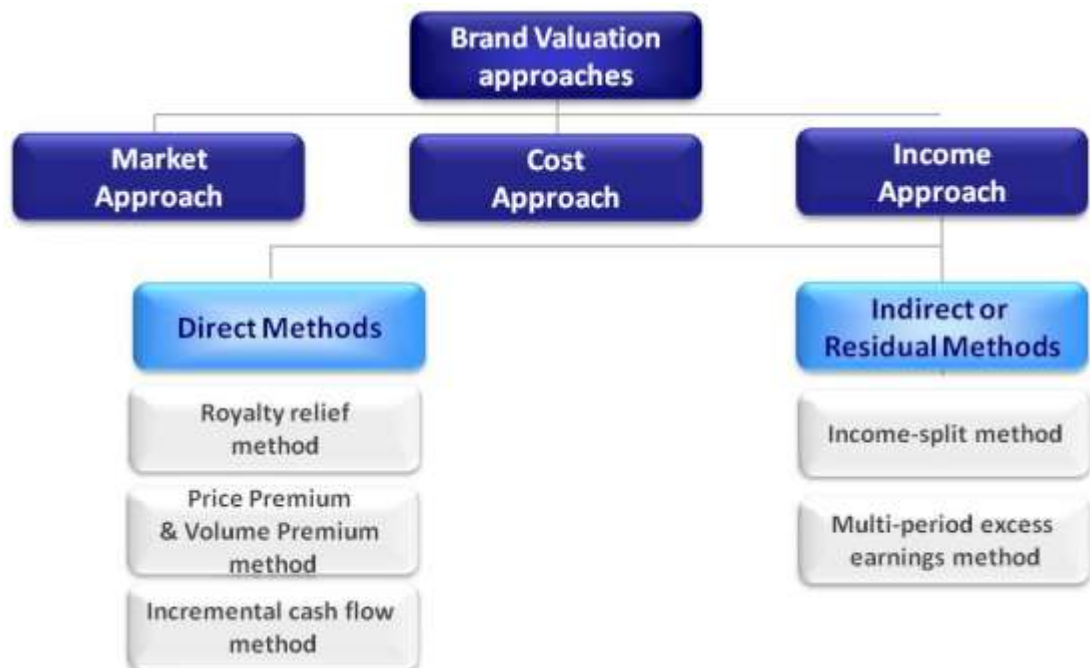 Brand Valuation
approaches
Market
Approach
Cost
Approach
Income
Approach
Direct Methods
Indirect or
Residual Methods
Royalty relief
method
Price Premium
& Volume Premium
method
Incremental cash flow
method
Income-split method
Multi-period excess
earnings method